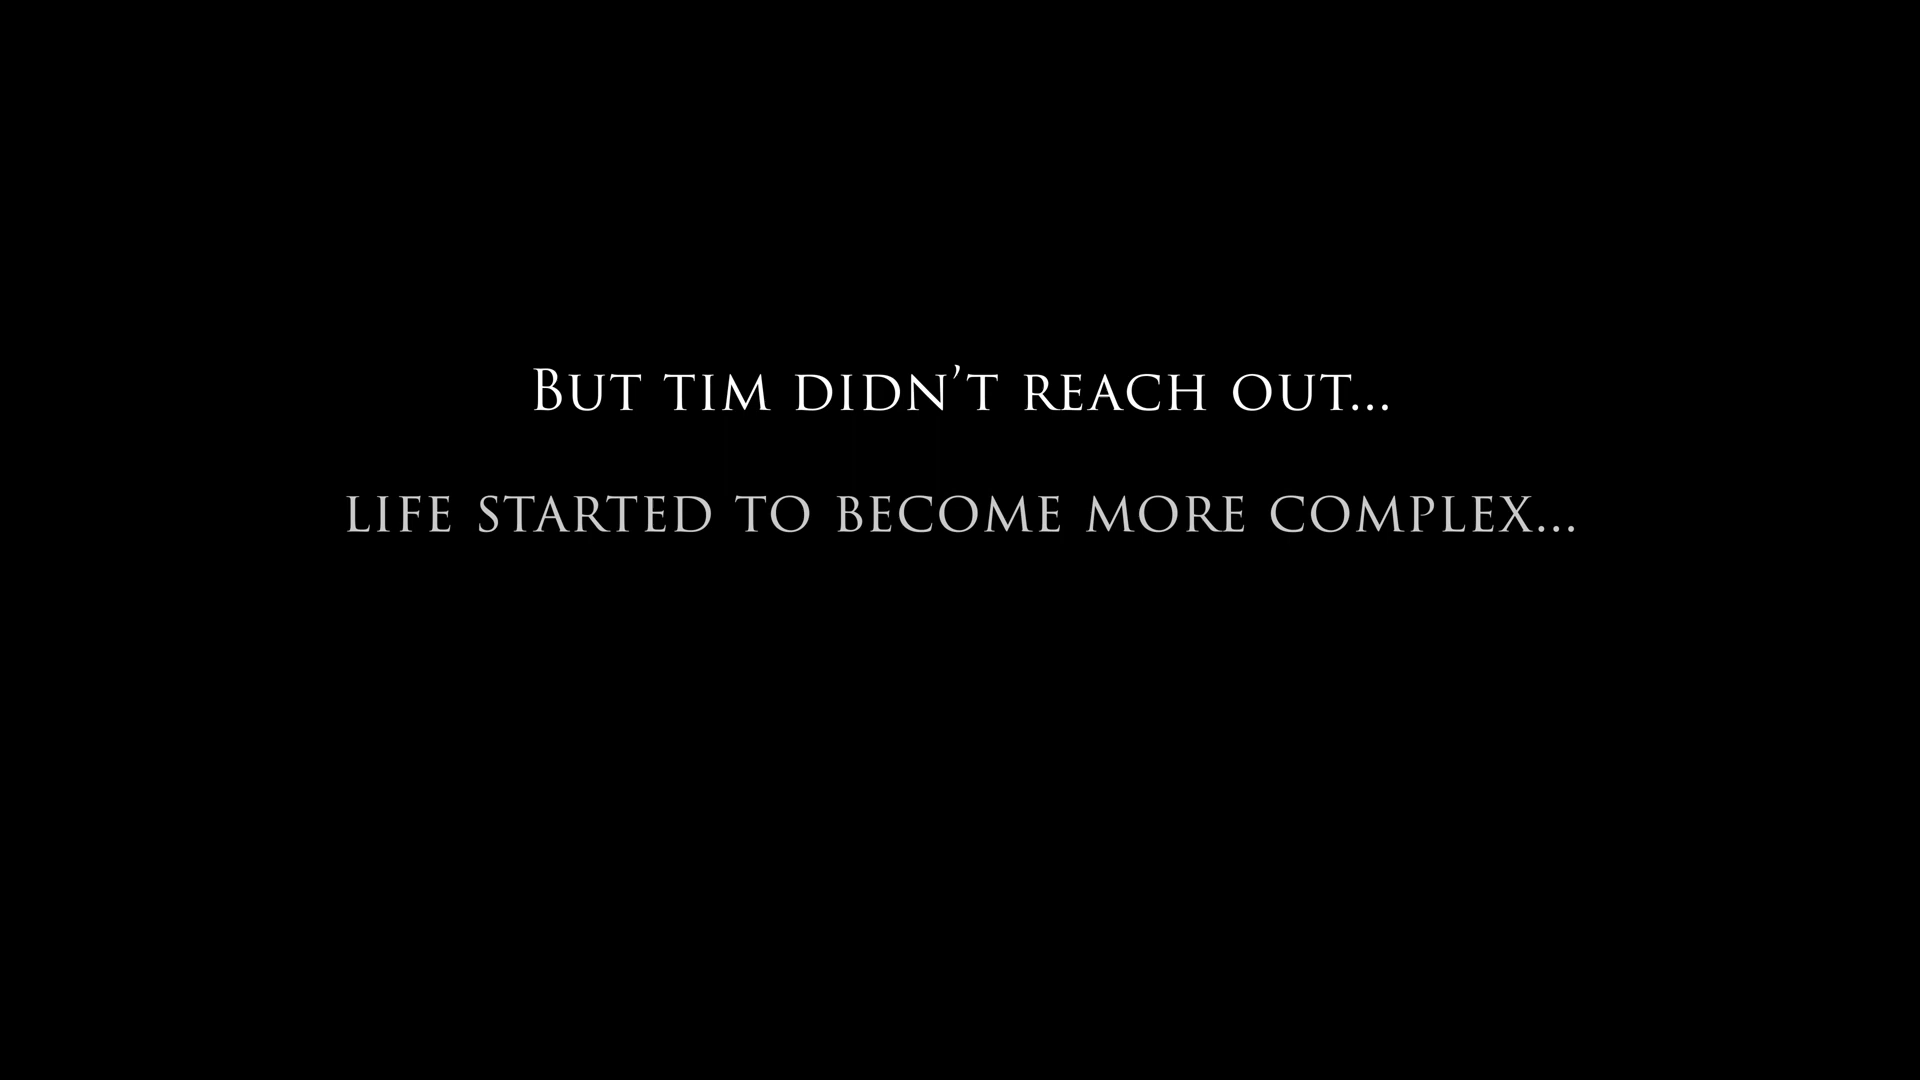 But tim didn’t reach out...
life started to become more complex...